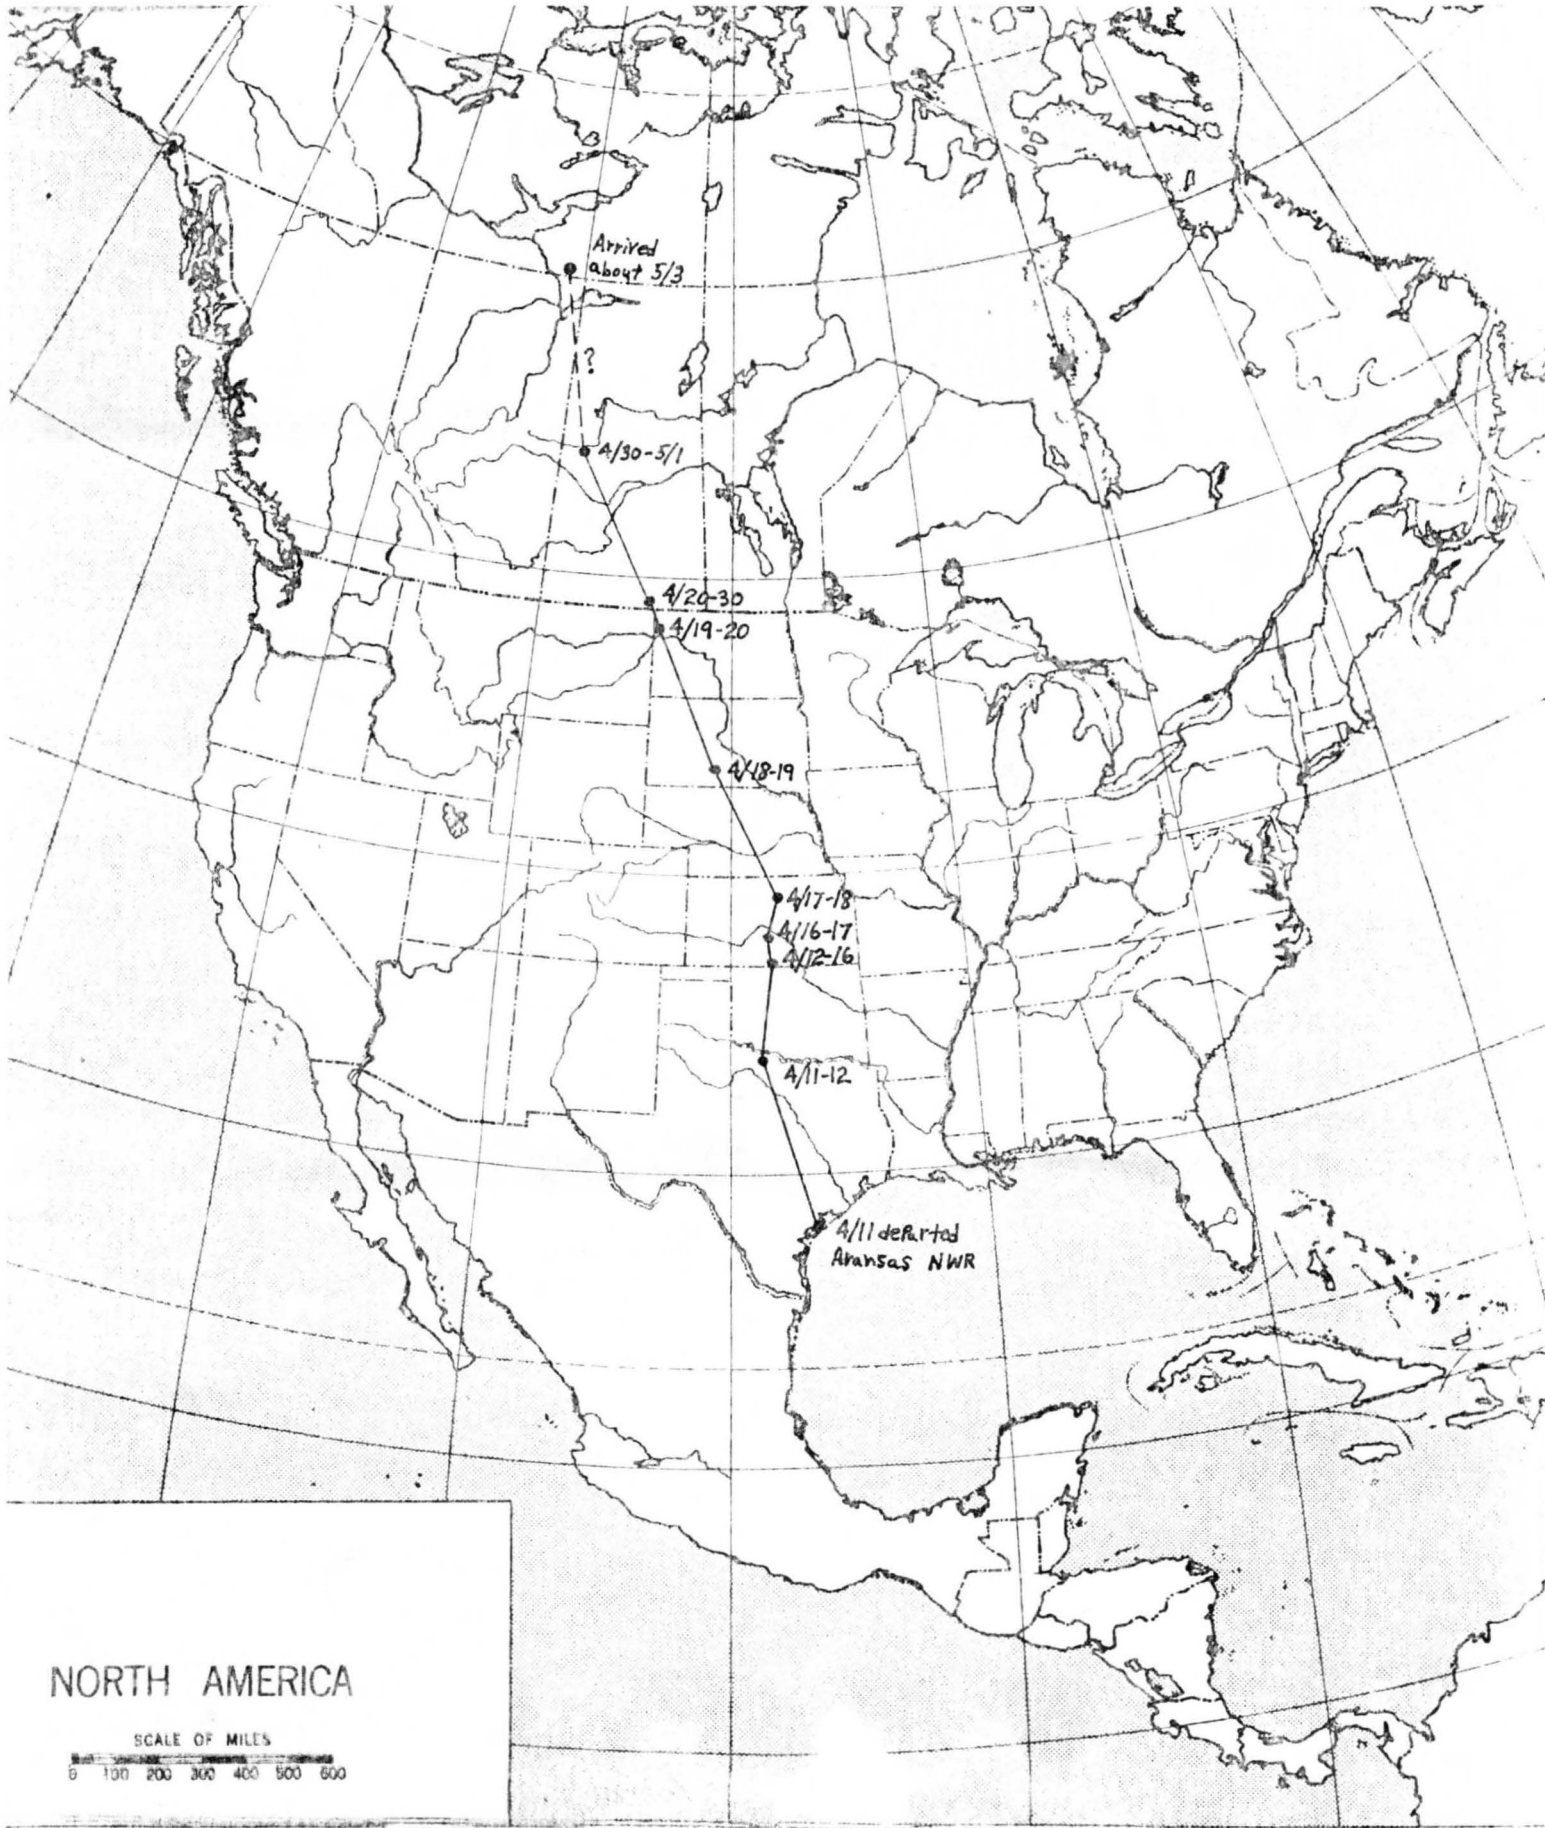 Arrived
about 5/3
?
4/30-5/1
4/20-30
4/19-20
4/18-19
4/17-18
4/16-17
4/12-16
4/11-12
4/11 departed
Aransas NWR
NORTH AMERICA
SCALE OF MILES
0 100 200 300 400 500 600